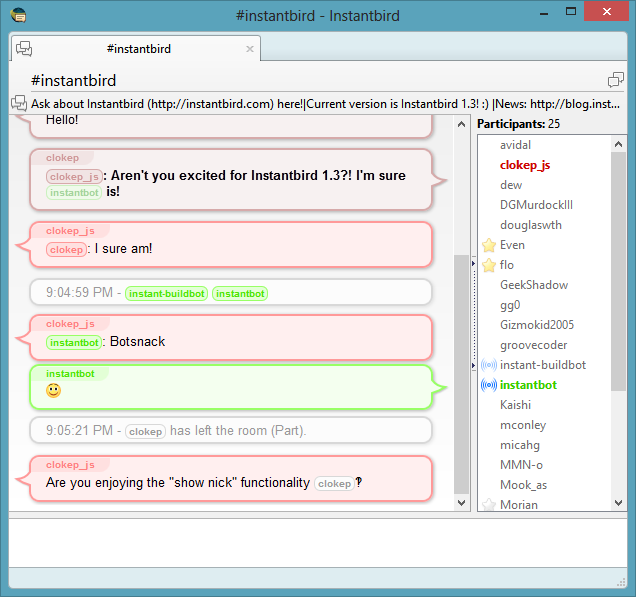 #instantbird - Instantbird
#instantbird
#instantbird
Ask about Instantbird (http://instantbird.com) here!|Current version is Instantbird 1.3! :) |News: http://blog.inst...
Hello!
clokep
clokep_js: Aren't you excited for Instantbird 1.3?! I'm sure
instantbot is!
clokep_js
clokep: I sure am!
9:04:59 PM - instant-buildbot instantbot
clokep_js
instantbot: Botsnack
instantbot
9:05:21 PM - clokep has left the room (Part).
clokep_js
Are you enjoying the "show nick" functionality clokep‽
Participants: 25
avidal
clokep_js
dew
DGMurdockIII
douglaswth
Even
flo
GeekShadow
gg0
Gizmokid2005
groovecoder
instant-buildbot
instantbot
Kaishi
mconley
micahg
MMN-o
Mook_as
Morian